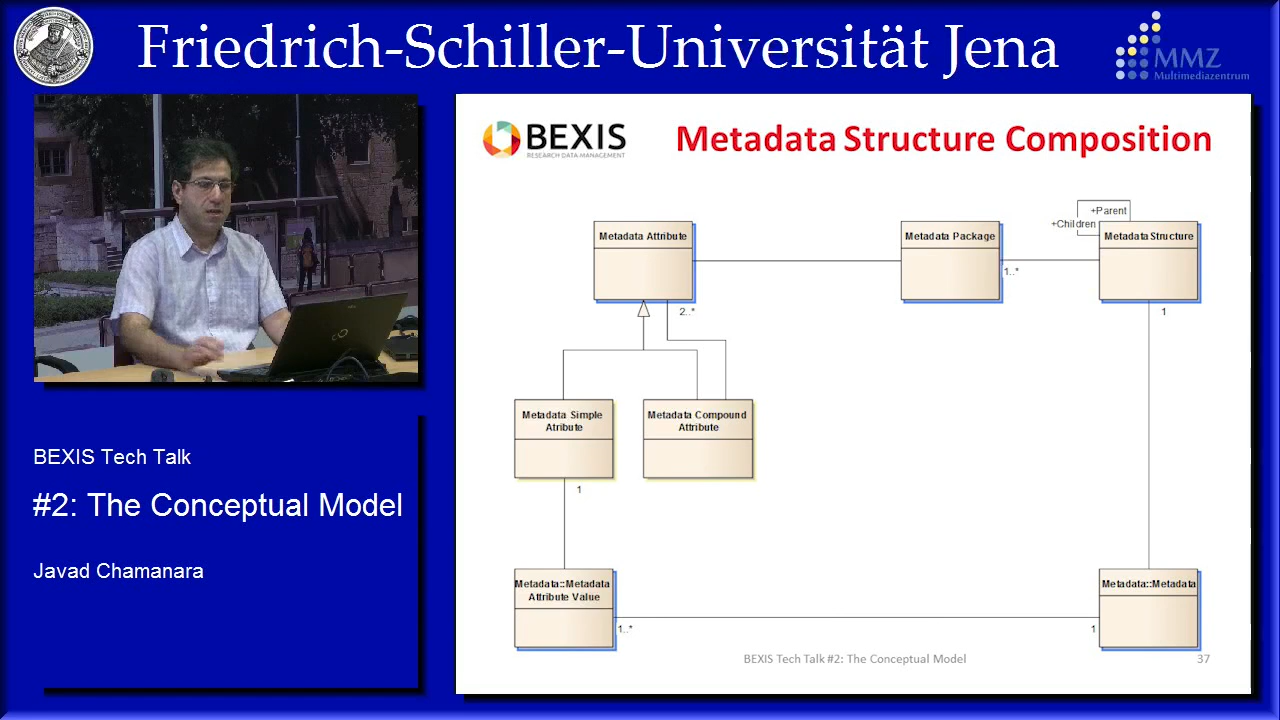 Friedrich-Schiller-Universität Jena
MMZ
Multimediazentrum
BEXIS Tech Talk
#2: The Conceptual Model
Javad Chamanara
BEXIS
RESEARCH DATA MANAGEMENT
Metadata Structure Composition
+Parent
+Children
Metadata Attribute
Metadata Package
Metadata Structure
1..*
2..*
1
Metadata Simple
Atribute
Metadata Compound
Attribute
1
Metadata::Metadata
Attribute Value
Metadata::Metadata
1..*
1
BEXIS Tech Talk #2: The Conceptual Model
37